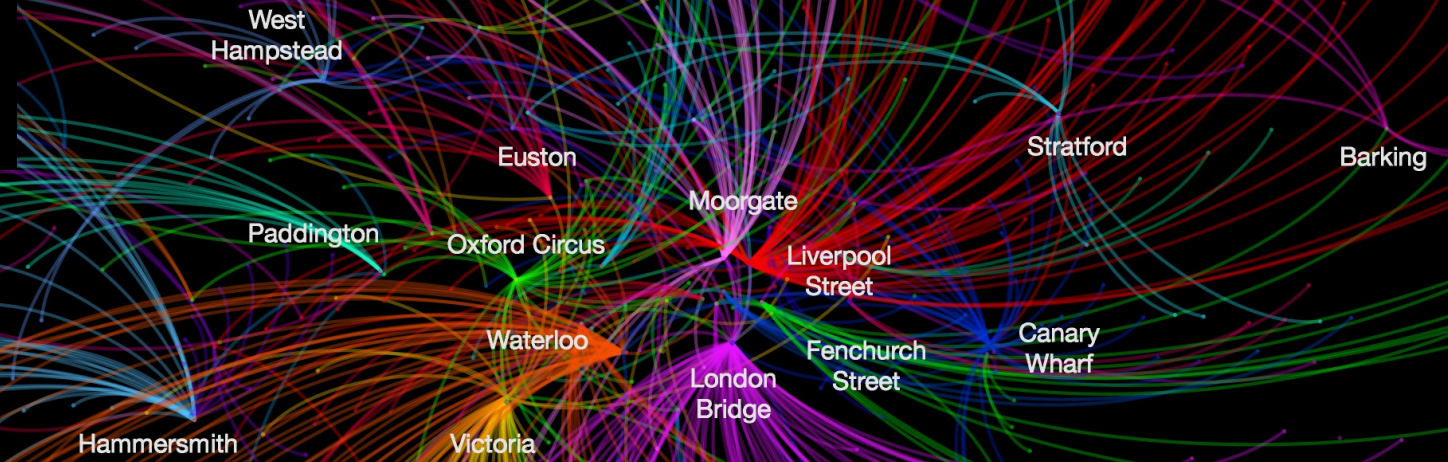 West
Hampstead
Euston
Stratford
Barking
Moorgate
Paddington
Oxford Circus
Liverpool
Street
Waterloo
Canary
Wharf
Fenchurch
Street
London
Bridge
Hammersmith
Victoria